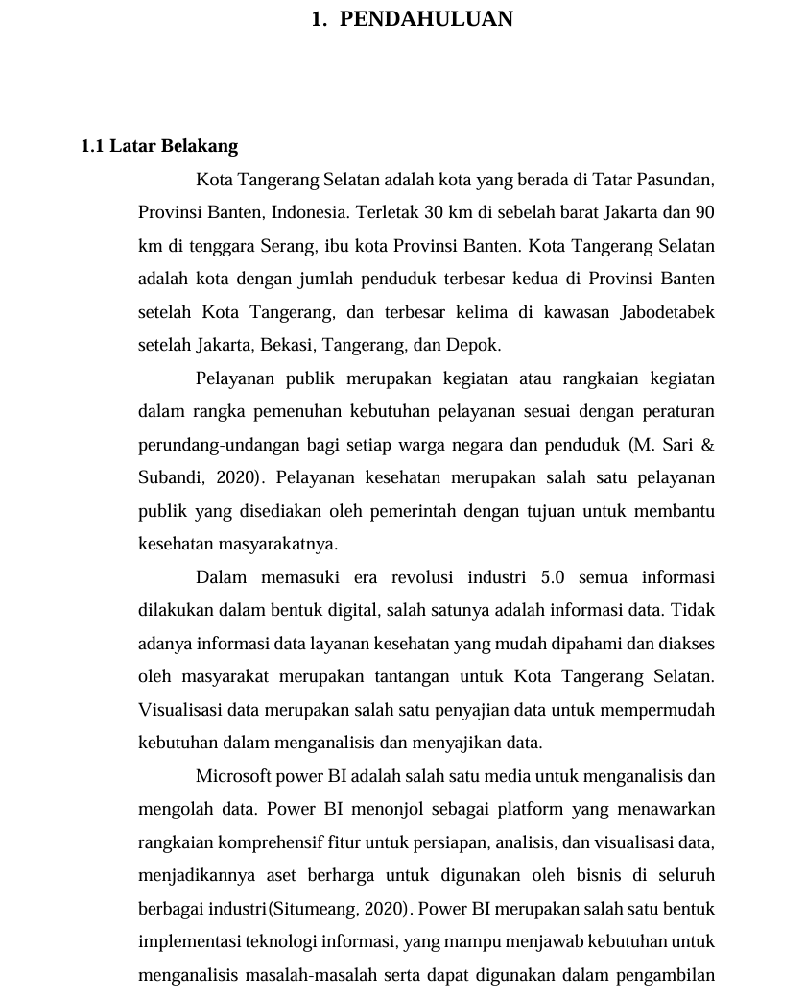 1. PENDAHULUAN
1.1 Latar Belakang
Kota Tangerang Selatan adalah kota yang berada di Tatar Pasundan,
Provinsi Banten, Indonesia. Terletak 30 km di sebelah barat Jakarta dan 90
km di tenggara Serang, ibu kota Provinsi Banten. Kota Tangerang Selatan
adalah kota dengan jumlah penduduk terbesar kedua di Provinsi Banten
setelah Kota Tangerang, dan terbesar kelima di kawasan Jabodetabek
setelah Jakarta, Bekasi, Tangerang, dan Depok.
Pelayanan publik merupakan kegiatan atau rangkaian kegiatan
dalam rangka pemenuhan kebutuhan pelayanan sesuai dengan peraturan
perundang-undangan bagi setiap warga negara dan penduduk (M. Sari &
Subandi, 2020). Pelayanan kesehatan merupakan salah satu pelayanan
publik yang disediakan oleh pemerintah dengan tujuan untuk membantu
kesehatan masyarakatnya.
Dalam memasuki era revolusi industri 5.0 semua informasi
dilakukan dalam bentuk digital, salah satunya adalah informasi data. Tidak
adanya informasi data layanan kesehatan yang mudah dipahami dan diakses
oleh masyarakat merupakan tantangan untuk Kota Tangerang Selatan.
Visualisasi data merupakan salah satu penyajian data untuk mempermudah
kebutuhan dalam menganalisis dan menyajikan data.
Microsoft power BI adalah salah satu media untuk menganalisis dan
mengolah data. Power BI menonjol sebagai platform yang menawarkan
rangkaian komprehensif fitur untuk persiapan, analisis, dan visualisasi data,
menjadikannya aset berharga untuk digunakan oleh bisnis di seluruh
berbagai industri(Situmeang, 2020). Power BI merupakan salah satu bentuk
implementasi teknologi informasi, yang mampu menjawab kebutuhan untuk
menganalisis masalah-masalah serta dapat digunakan dalam pengambilan